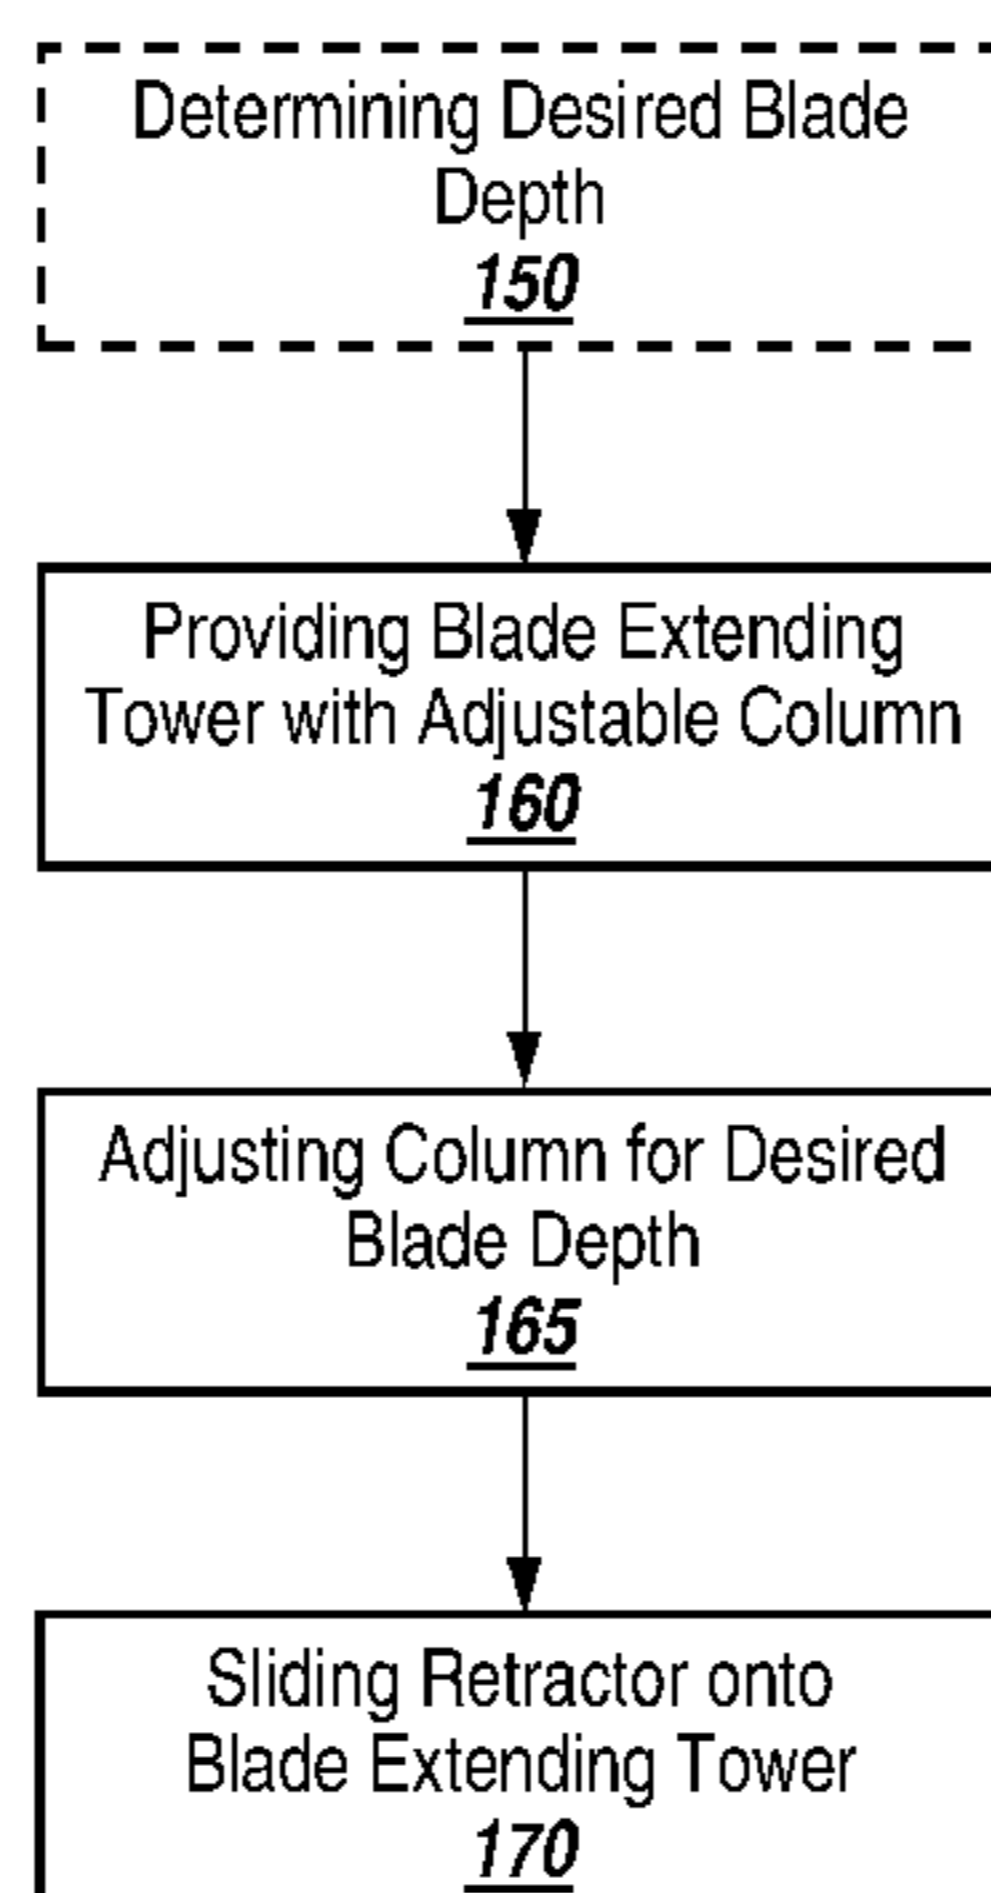 Determining Desired Blade
Depth
150
Providing Blade Extending
Tower with Adjustable Column
160
Adjusting Column for Desired
Blade Depth
165
Sliding Retractor onto
Blade Extending Tower
170